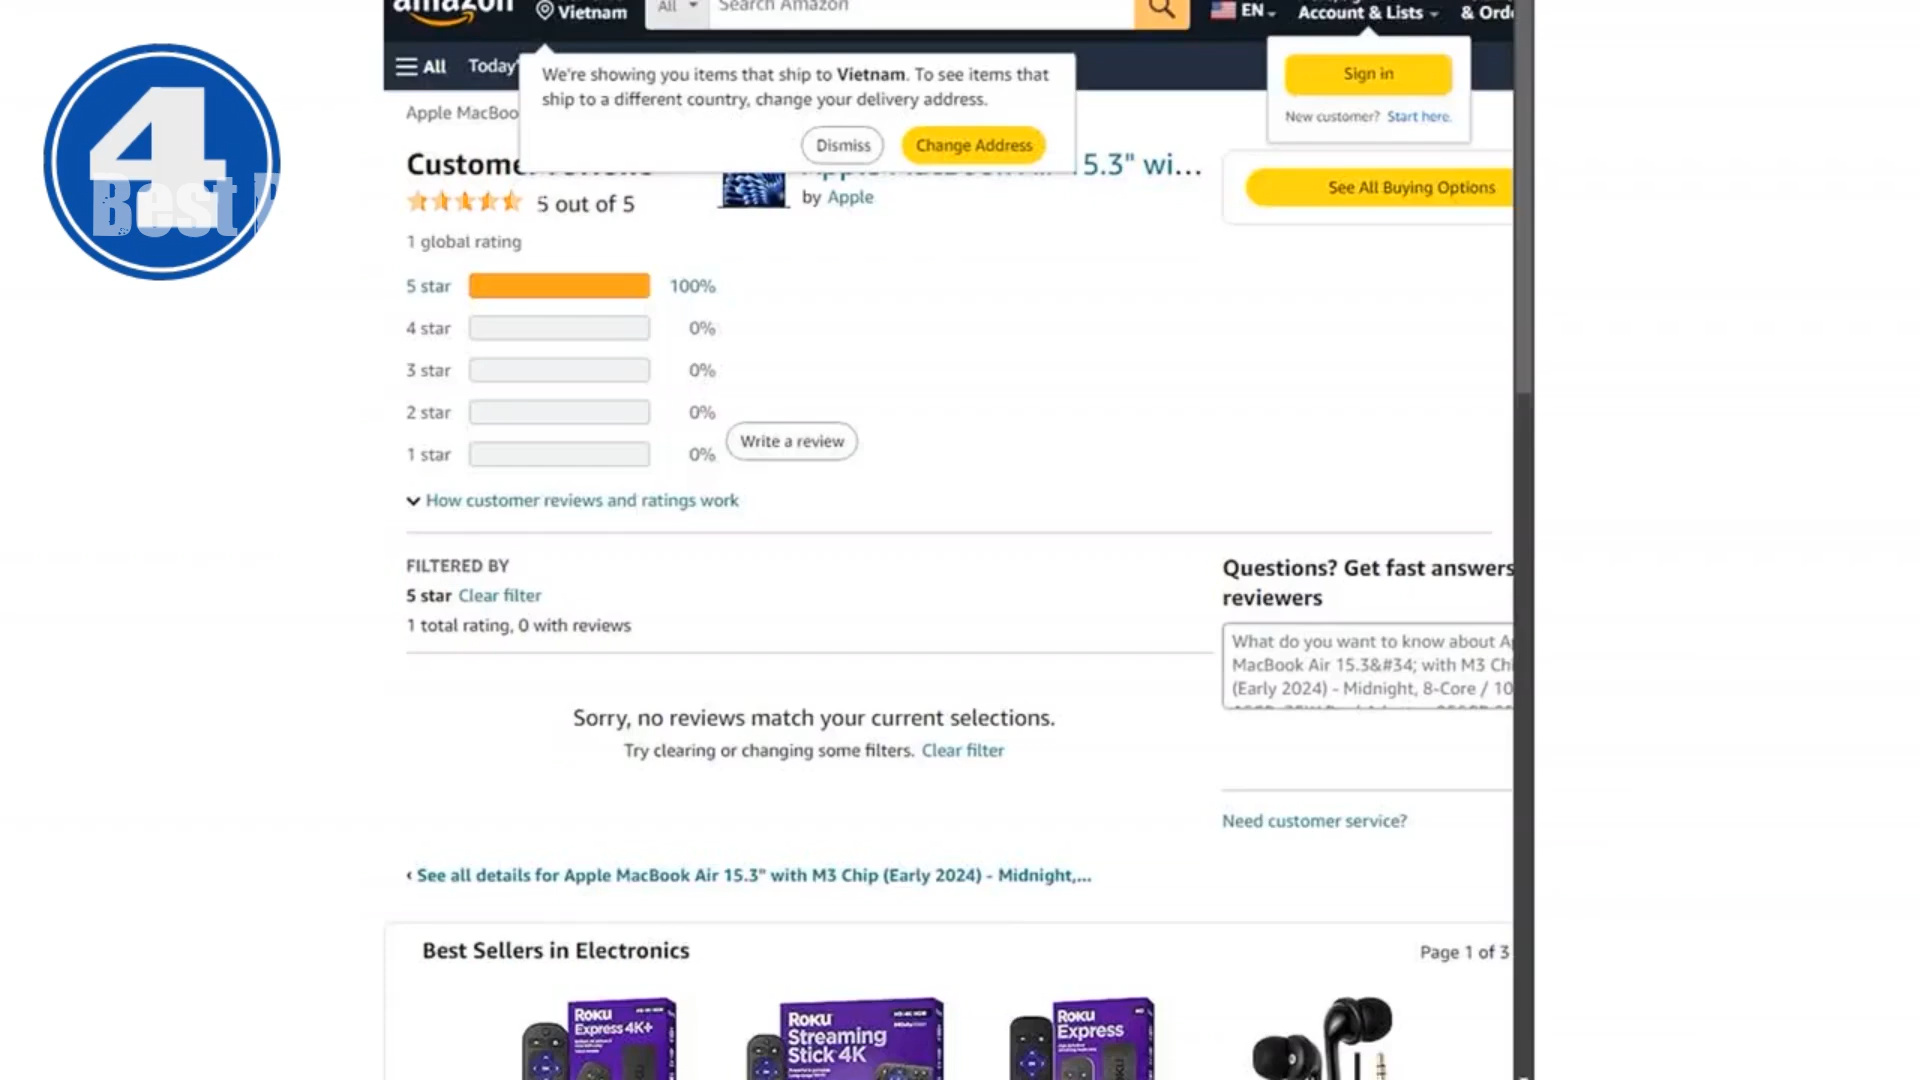 4
Best
amazon
Vietnam
All
Search Amazon
EN
Account & Lists
All
We're showing you items that ship to Vietnam. To see items that
ship to a different country, change your delivery address.
Dismiss
Change Address
Sign in
New customer? Start here.
Apple MacBoo
Custome
5.3" wi...
by Apple
See All Buying Options
5 out of 5
1 global rating
5 star 100%
4 star 0%
3 star 0%
2 star 0%
1 star 0%
Write a review
How customer reviews and ratings work
FILTERED BY
5 star Clear filter
1 total rating, 0 with reviews
Questions? Get fast answers
reviewers
What do you want to know about A
MacBook Air 15.3&#34; with M3 Ch
(Early 2024) - Midnight, 8-Core / 10
Sorry, no reviews match your current selections.
Try clearing or changing some filters. Clear filter
Need customer service?
‹ See all details for Apple MacBook Air 15.3" with M3 Chip (Early 2024) - Midnight,...
Best Sellers in Electronics
Page 1 of 3
Roku
Express 4K+
Roku
Streaming
Stick 4K
Roku
Express